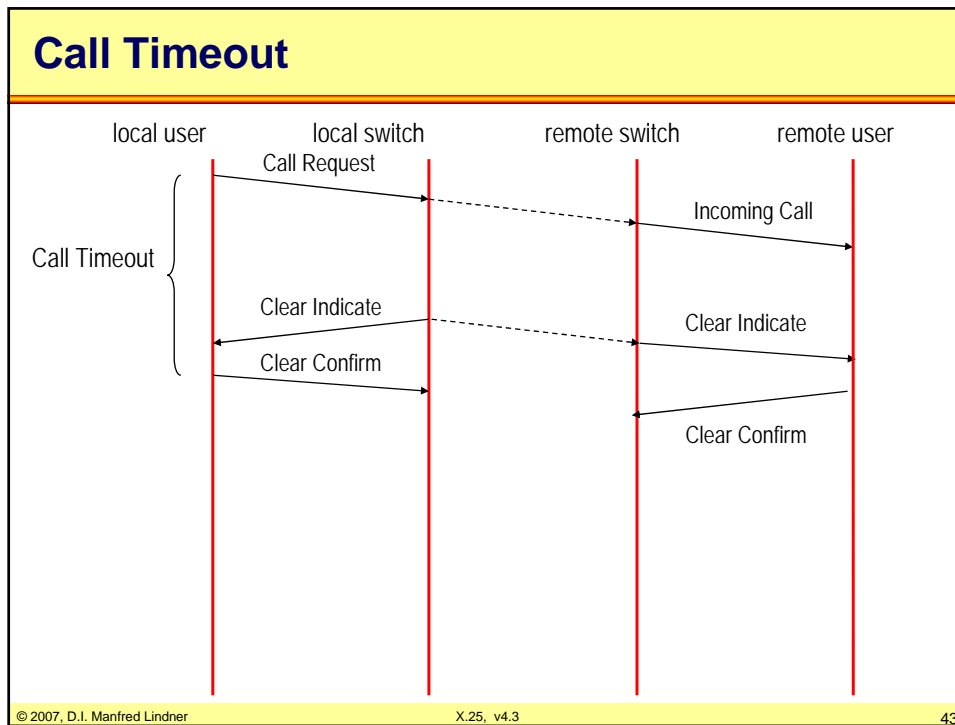 Call Timeout
local user local switch remote switch remote user
Call Request
Incoming Call
Call Timeout
Clear Indicate
Clear Indicate
Clear Confirm
Clear Confirm
© 2007, D.I. Manfred Lindner X.25, v4.3 43